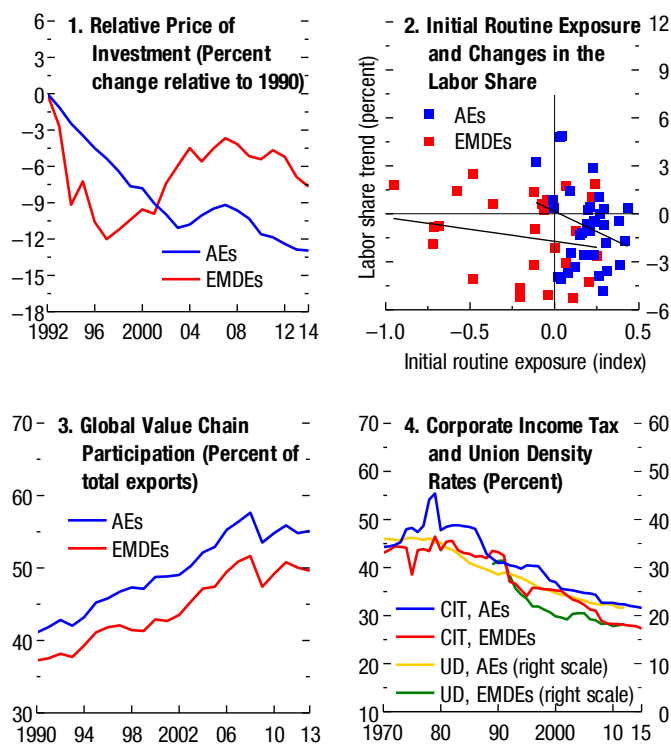 1. Relative Price of
Investment (Percent
change relative to 1990)
6
3
0
−3
−6
−9
−12
−15
−18
AEs
EMDEs
1992 96 2000 04 08 12 14
2. Initial Routine Exposure
and Changes in the
Labor Share
AEs
EMDEs
Labor share trend (percent)
12
9
6
3
0
−3
−6
−1.0 −0.5 0.0 0.5
Initial routine exposure (index)
3. Global Value Chain
Participation (Percent of
total exports)
70
60
50
40
30
AEs
EMDEs
1990 94 98 2002 06 10 13
4. Corporate Income Tax
and Union Density
Rates (Percent)
70
65
55
45
35
25
10
60
50
40
30
20
10
0
CIT, AEs
CIT, EMDEs
UD, AEs (right scale)
UD, EMDEs (right scale)
1970 80 90 2000 10 15